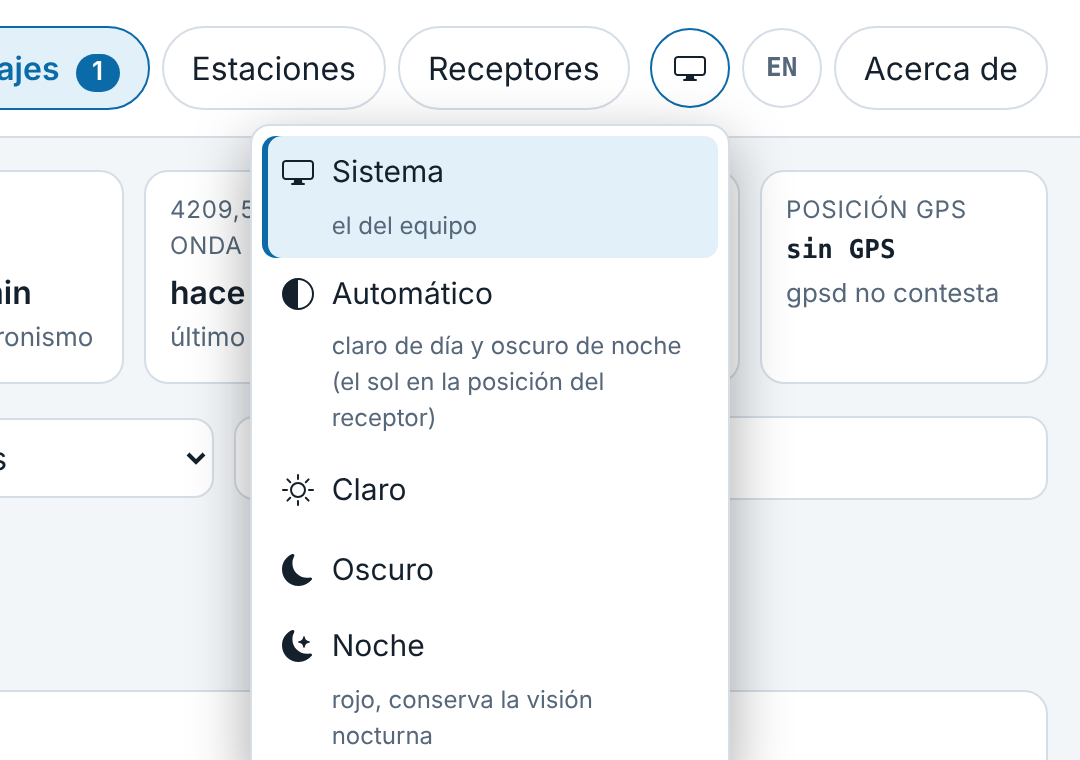 ajes 1 Estaciones Receptores EN Acerca de
Sistema
el del equipo
Automático
claro de día y oscuro de noche
(el sol en la posición del
receptor)
Claro
Oscuro
Noche
rojo, conserva la visión
nocturna
4209,5
ONDA
hace
último
POSICIÓN GPS
sin GPS
gpsd no contesta